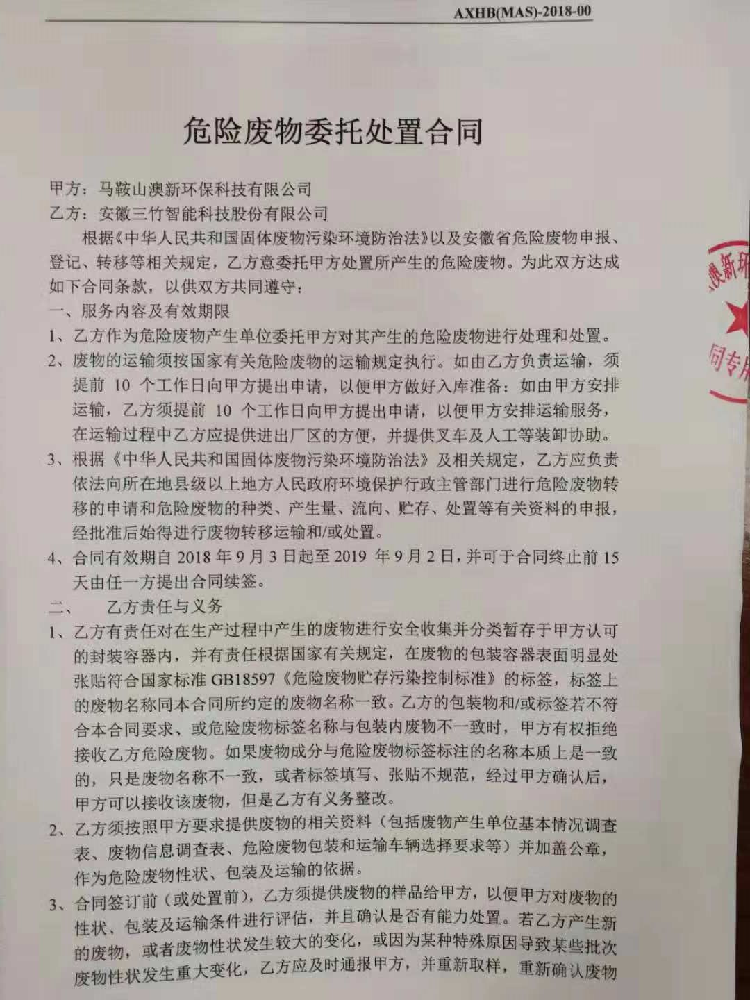 AXHB(MAS)-2018-00
危险废物委托处置合同
甲方：马鞍山澳新环保科技有限公司
乙方：安徽三竹智能科技股份有限公司
根据《中华人民共和国固体废物污染环境防治法》以及安徽省危险废物申报、
登记、转移等相关规定，乙方意委托甲方处置所产生的危险废物。为此双方达成
如下合同条款，以供双方共同遵守：
一、服务内容及有效期限
1、乙方作为危险废物产生单位委托甲方对其产生的危险废物进行处理和处置。
2、废物的运输须按国家有关危险废物的运输规定执行。如由乙方负责运输，须
提前 10 个工作日向甲方提出申请，以便甲方做好入库准备：如由甲方安排
运输，乙方须提前 10 个工作日向甲方提出申请，以便甲方安排运输服务，
在运输过程中乙方应提供进出厂区的方便，并提供叉车及人工等装卸协助。
3、根据《中华人民共和国固体废物污染环境防治法》及相关规定，乙方应负责
依法向所在地县级以上地方人民政府环境保护行政主管部门进行危险废物转
移的申请和危险废物的种类、产生量、流向、贮存、处置等有关资料的申报，
经批准后始得进行废物转移运输和/或处置。
4、合同有效期自 2018 年 9 月 3 日起至 2019 年 9 月 2 日，并可于合同终止前 15
天由任一方提出合同续签。
二、 乙方责任与义务
1、乙方有责任对在生产过程中产生的废物进行安全收集并分类暂存于甲方认可
的封装容器内，并有责任根据国家有关规定，在废物的包装容器表面明显处
张贴符合国家标准 GB18597《危险废物贮存污染控制标准》的标签，标签上
的废物名称同本合同所约定的废物名称一致。乙方的包装物和/或标签若不符
合本合同要求、或危险废物标签名称与包装内废物不一致时，甲方有权拒绝
接收乙方危险废物。如果废物成分与危险废物标签标注的名称本质上是一致
的，只是废物名称不一致，或者标签填写、张贴不规范，经过甲方确认后，
甲方可以接收该废物，但是乙方有义务整改。
2、乙方须按照甲方要求提供废物的相关资料（包括废物产生单位基本情况调查
表、废物信息调查表、危险废物包装和运输车辆选择要求等）并加盖公章，
作为危险废物性状、包装及运输的依据。
3、合同签订前（或处置前），乙方须提供废物的样品给甲方，以便甲方对废物的
性状、包装及运输条件进行评估，并且确认是否有能力处置。若乙方产生新
的废物，或者废物性状发生较大的变化，或因为某种特殊原因导致某些批次
废物性状发生重大变化，乙方应及时通报甲方，并重新取样，重新确认废物
澳新环
同专用